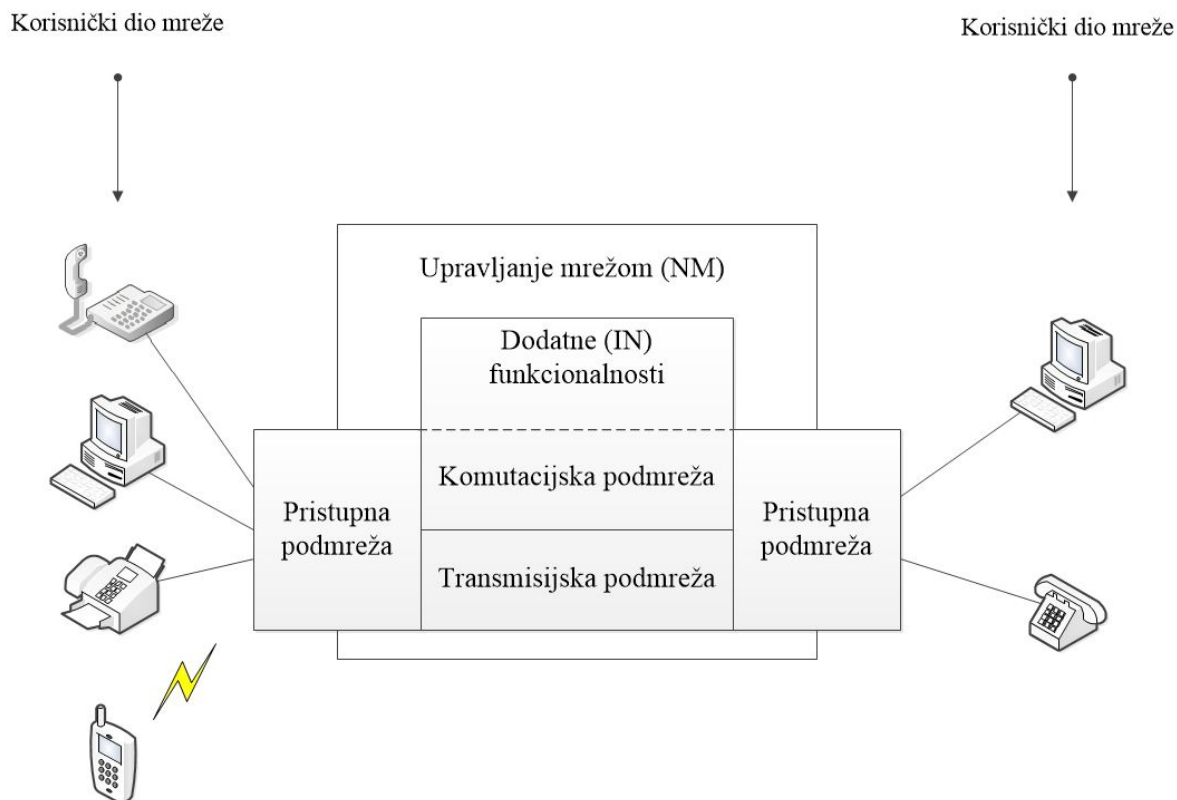 Korisnički dio mreže
Korisnički dio mreže
Upravljanje mrežom (NM)
Dodatne (IN)
funkcionalnosti
Komutacijska podmreža
Pristupna
podmreža
Pristupna
podmreža
Transmisijska podmreža